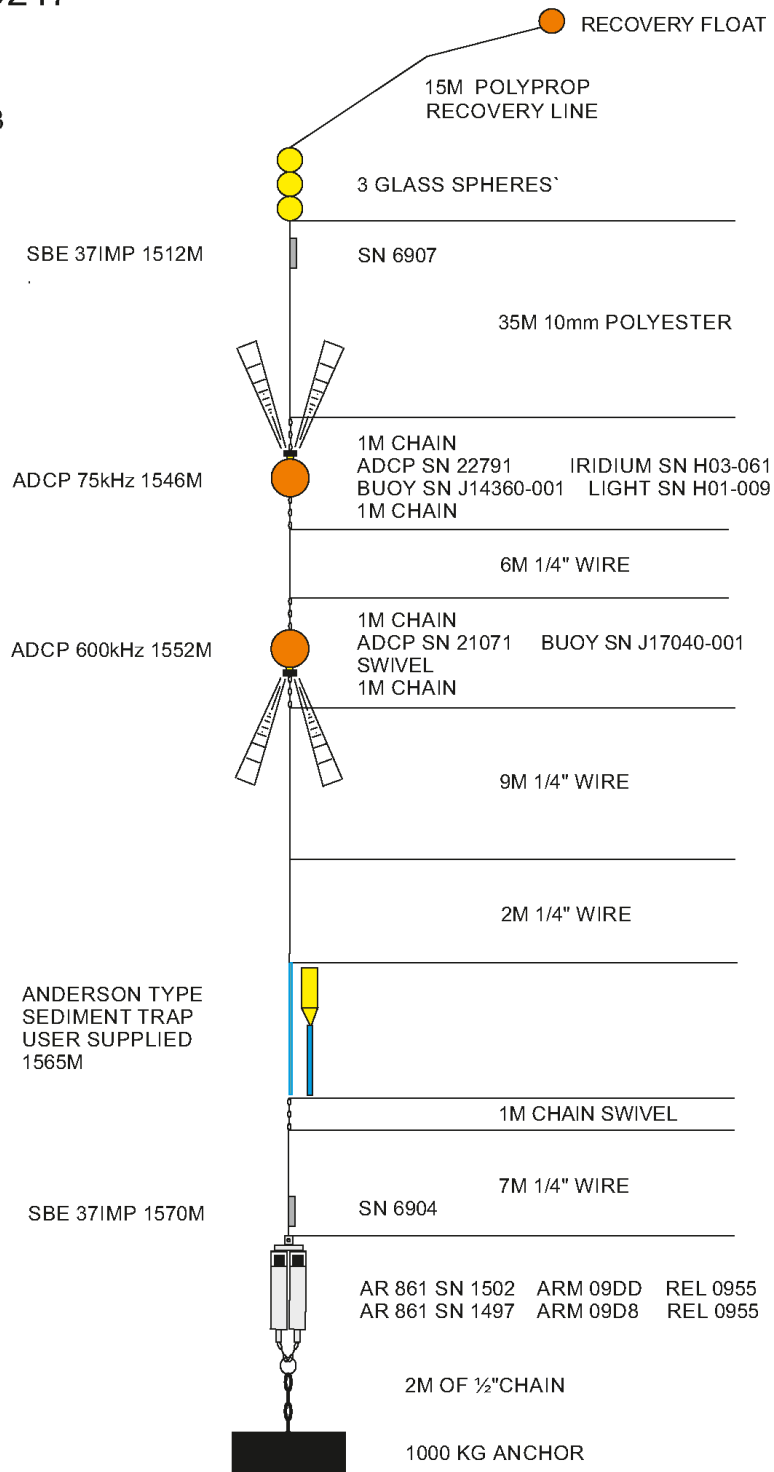 RECOVERY FLOAT
15M POLYPROP
RECOVERY LINE
3 GLASS SPHERES`
SBE 37IMP 1512M
SN 6907
.
35M 10mm POLYESTER
ADCP 75kHz 1546M
1M CHAIN
ADCP SN 22791 IRIDIUM SN H03-061
BUOY SN J14360-001 LIGHT SN H01-009
1M CHAIN
6M 1/4" WIRE
ADCP 600kHz 1552M
1M CHAIN
ADCP SN 21071 BUOY SN J17040-001
SWIVEL
1M CHAIN
9M 1/4" WIRE
2M 1/4" WIRE
ANDERSON TYPE
SEDIMENT TRAP
USER SUPPLIED
1565M
1M CHAIN SWIVEL
7M 1/4" WIRE
SBE 37IMP 1570M
SN 6904
AR 861 SN 1502 ARM 09DD REL 0955
AR 861 SN 1497 ARM 09D8 REL 0955
2M OF ½"CHAIN
1000 KG ANCHOR